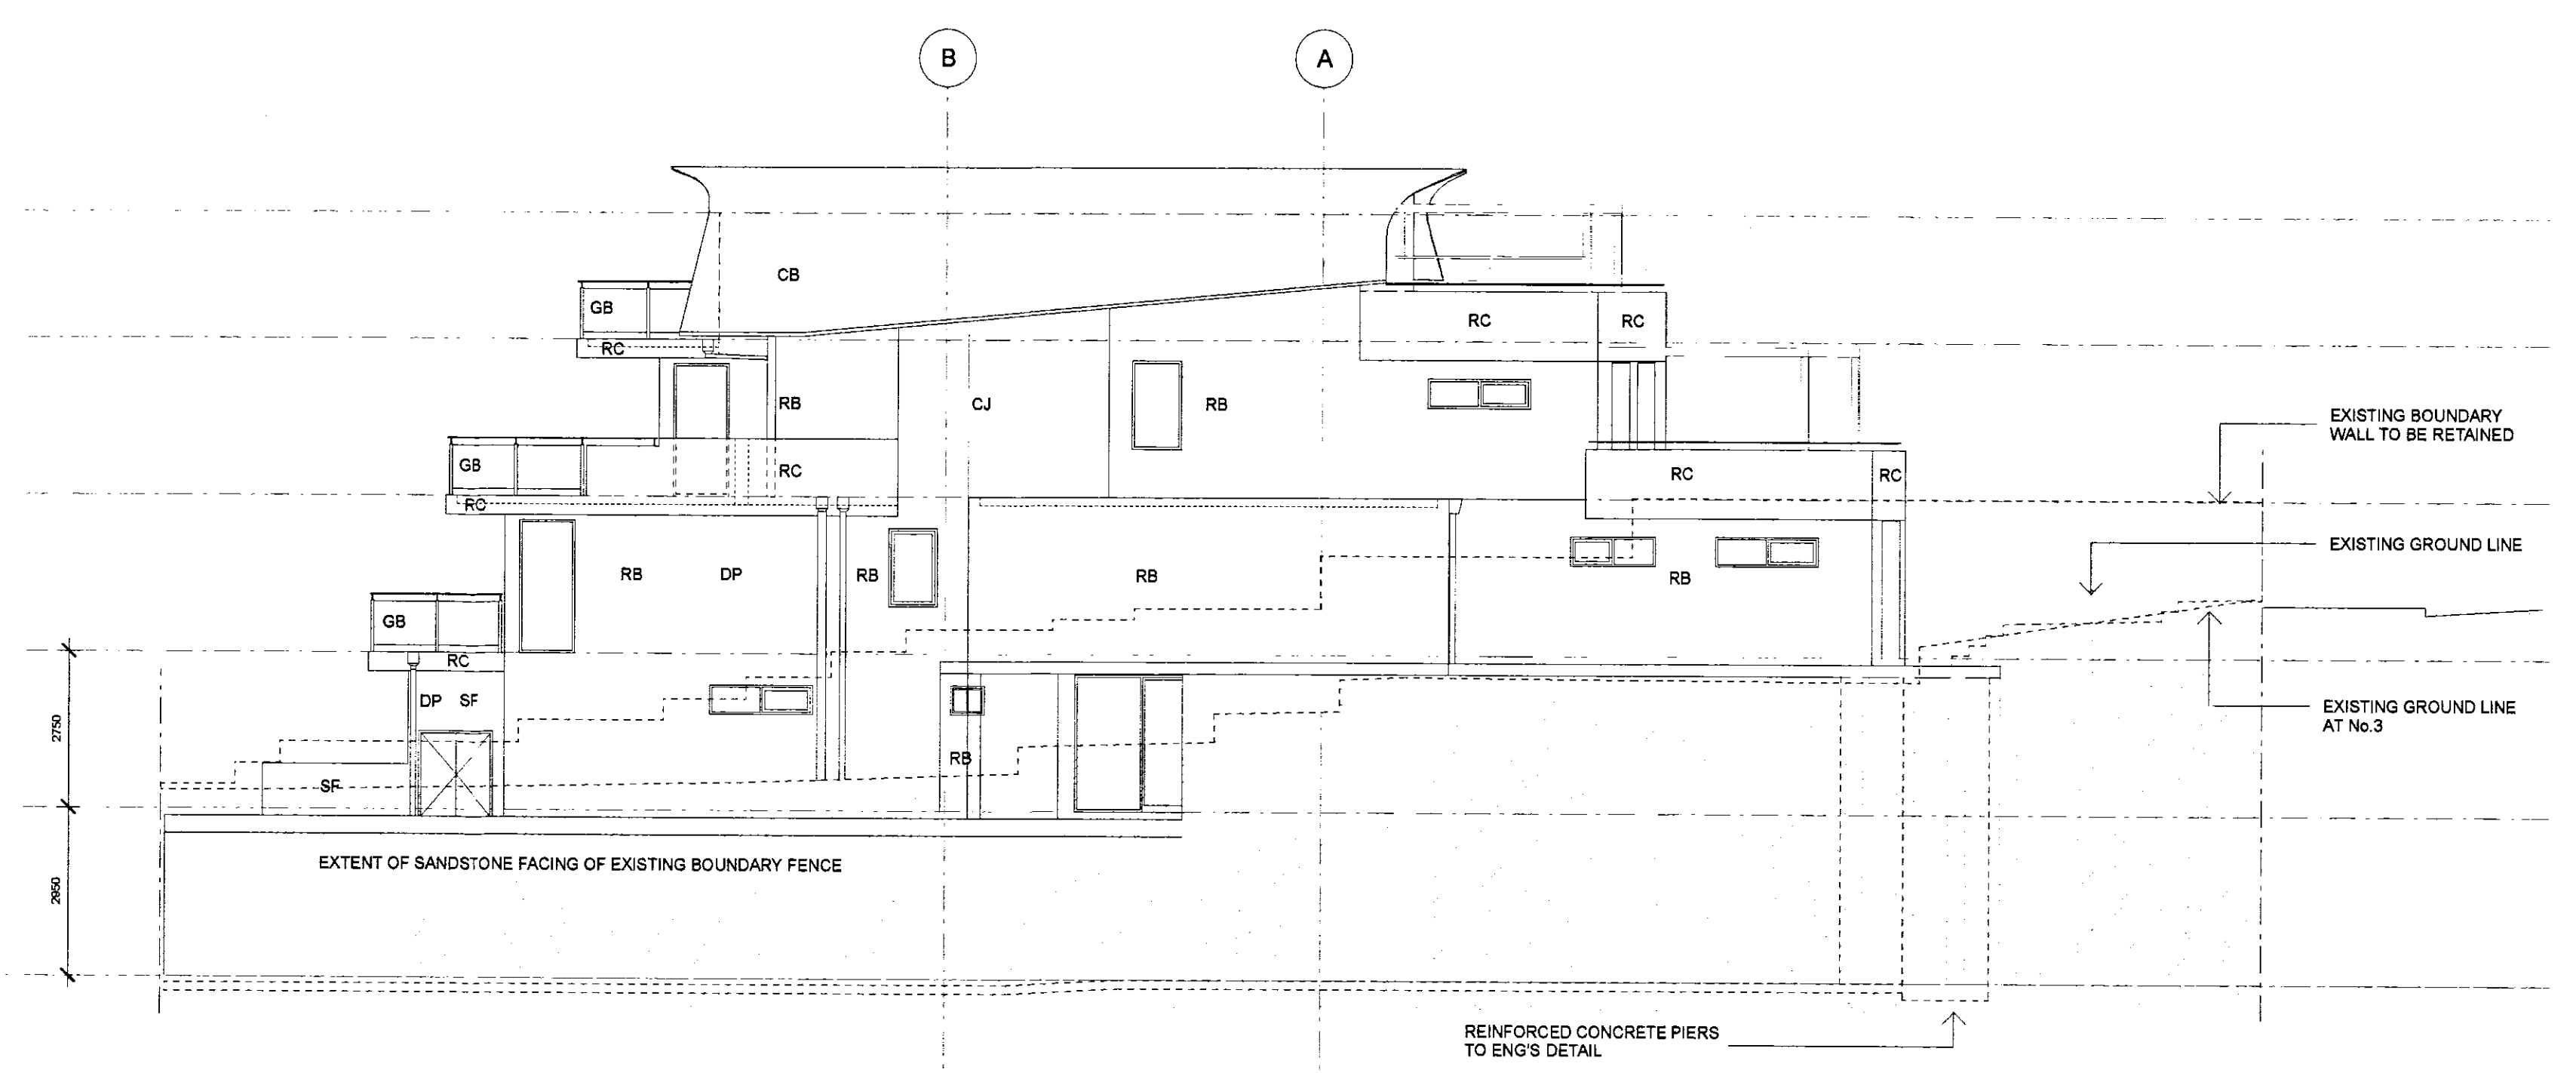 B
A
CB
GB
RC
RC
RC
RB
CJ
RB
EXISTING BOUNDARY
WALL TO BE RETAINED
GB
RC
RC
RC
RC
EXISTING GROUND LINE
RB
DP
RB
RB
RB
GB
RC
DP
SF
EXISTING GROUND LINE
AT No.3
2750
RB
SF
EXTENT OF SANDSTONE FACING OF EXISTING BOUNDARY FENCE
2950
REINFORCED CONCRETE PIERS
TO ENG'S DETAIL